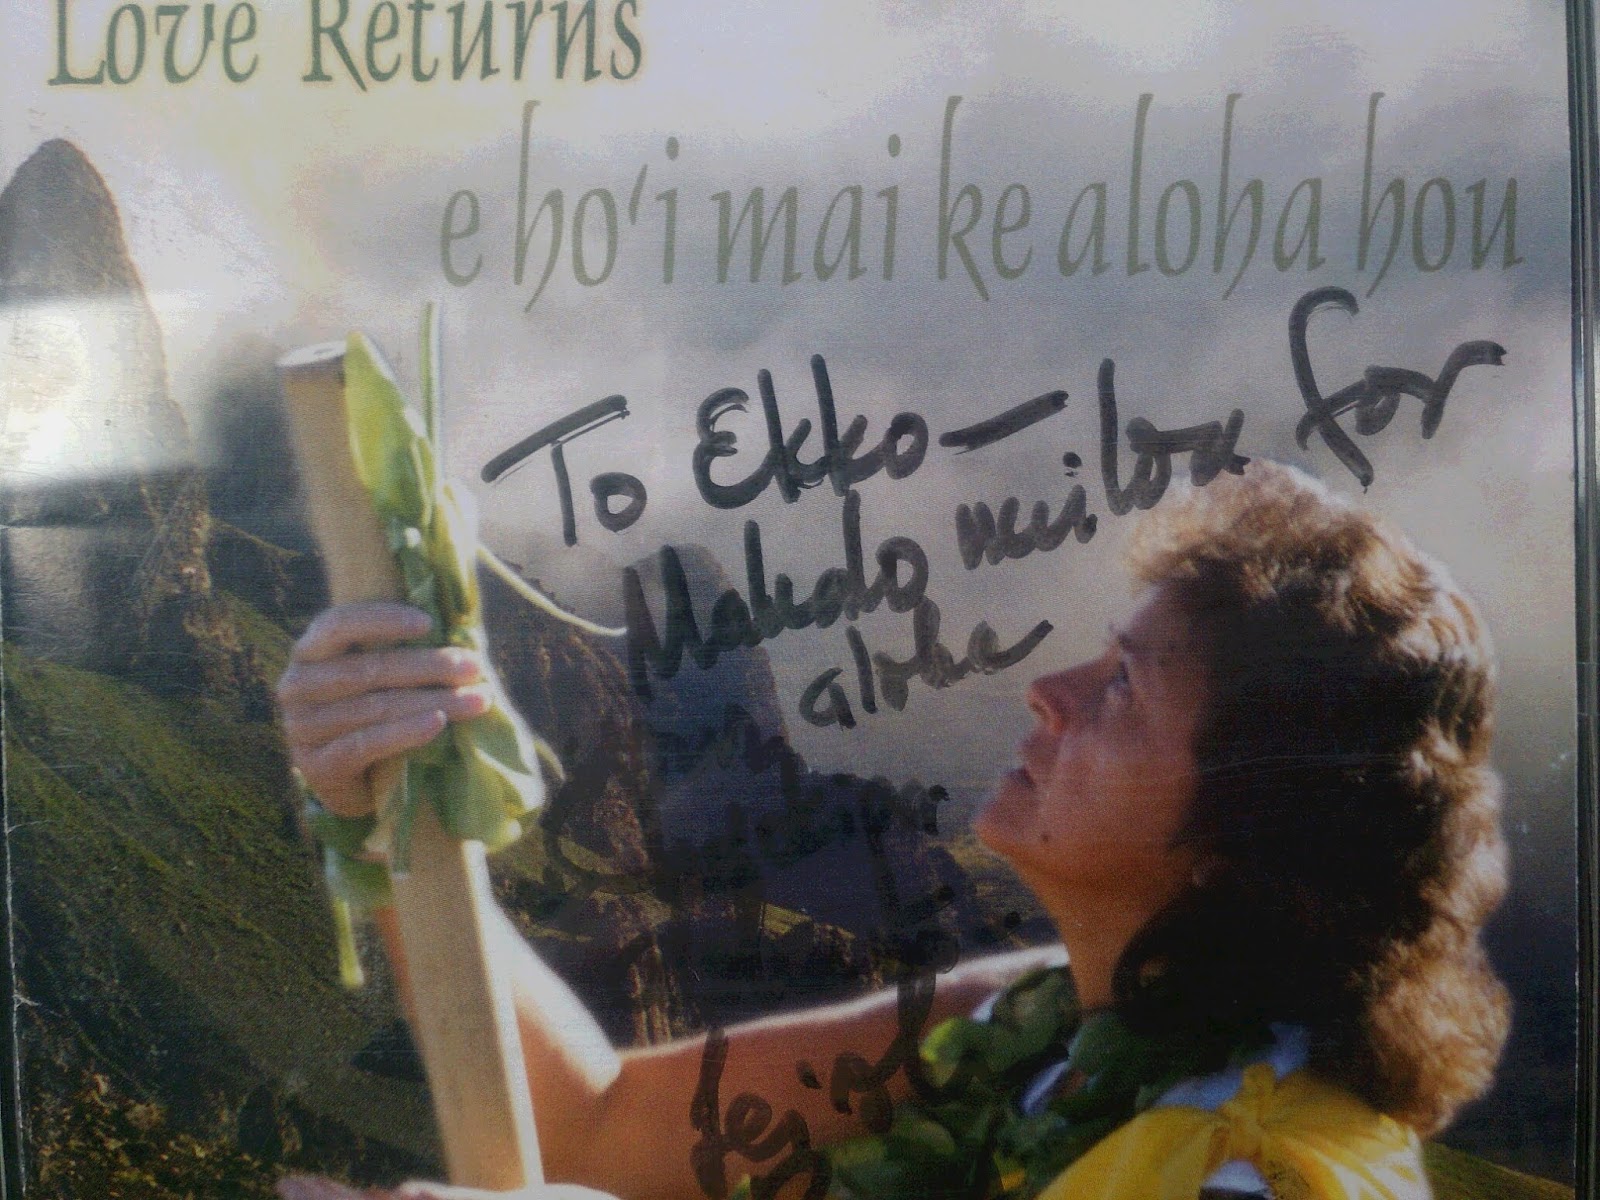 Love Returns
e ho‘i mai ke aloha hou
To Ekko—
Mahalo nui loa for
aloha